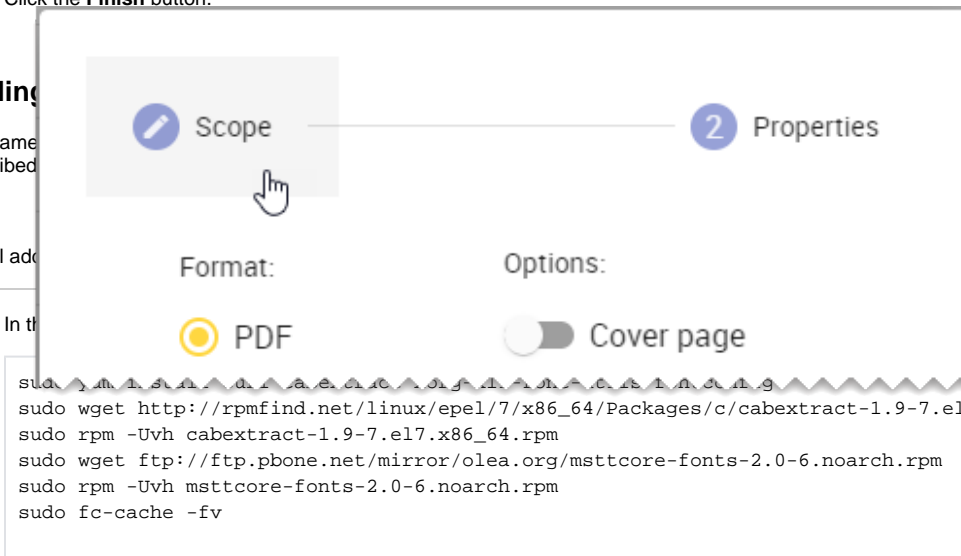 Click the Finish button.
Scope
2 Properties
Format:
Options:
PDF
Cover page
In
sudo wget http://rpmfind.net/linux/epel/7/x86_64/Packages/c/cabextract-1.9-7.el
sudo rpm -Uvh cabextract-1.9-7.el7.x86_64.rpm
sudo wget ftp://ftp.pbone.net/mirror/olea.org/msttcore-fonts-2.0-6.noarch.rpm
sudo rpm -Uvh msttcore-fonts-2.0-6.noarch.rpm
sudo fc-cache -fv